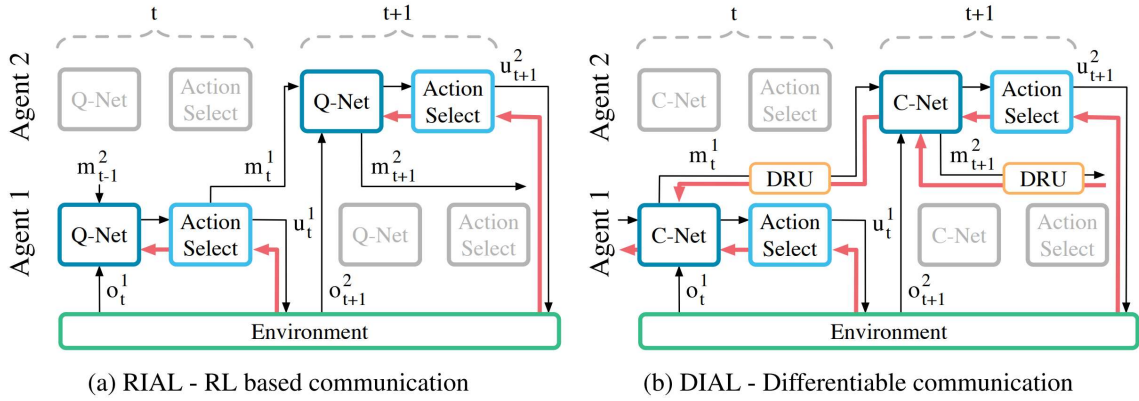 t
t+1
Agent 2
Q-Net
Action
Select
Q-Net
Action
Select
u²ₜ₊₁
m²ₜ₋₁
m¹ₜ
m²ₜ₊₁
Agent 1
Q-Net
Action
Select
u¹ₜ
Q-Net
Action
Select
o¹ₜ
o²ₜ₊₁
Environment
(a) RIAL - RL based communication
t
t+1
Agent 2
C-Net
Action
Select
C-Net
Action
Select
u²ₜ₊₁
m¹ₜ
DRU
m²ₜ₊₁
DRU
Agent 1
C-Net
Action
Select
u¹ₜ
C-Net
Action
Select
o¹ₜ
o²ₜ₊₁
Environment
(b) DIAL - Differentiable communication